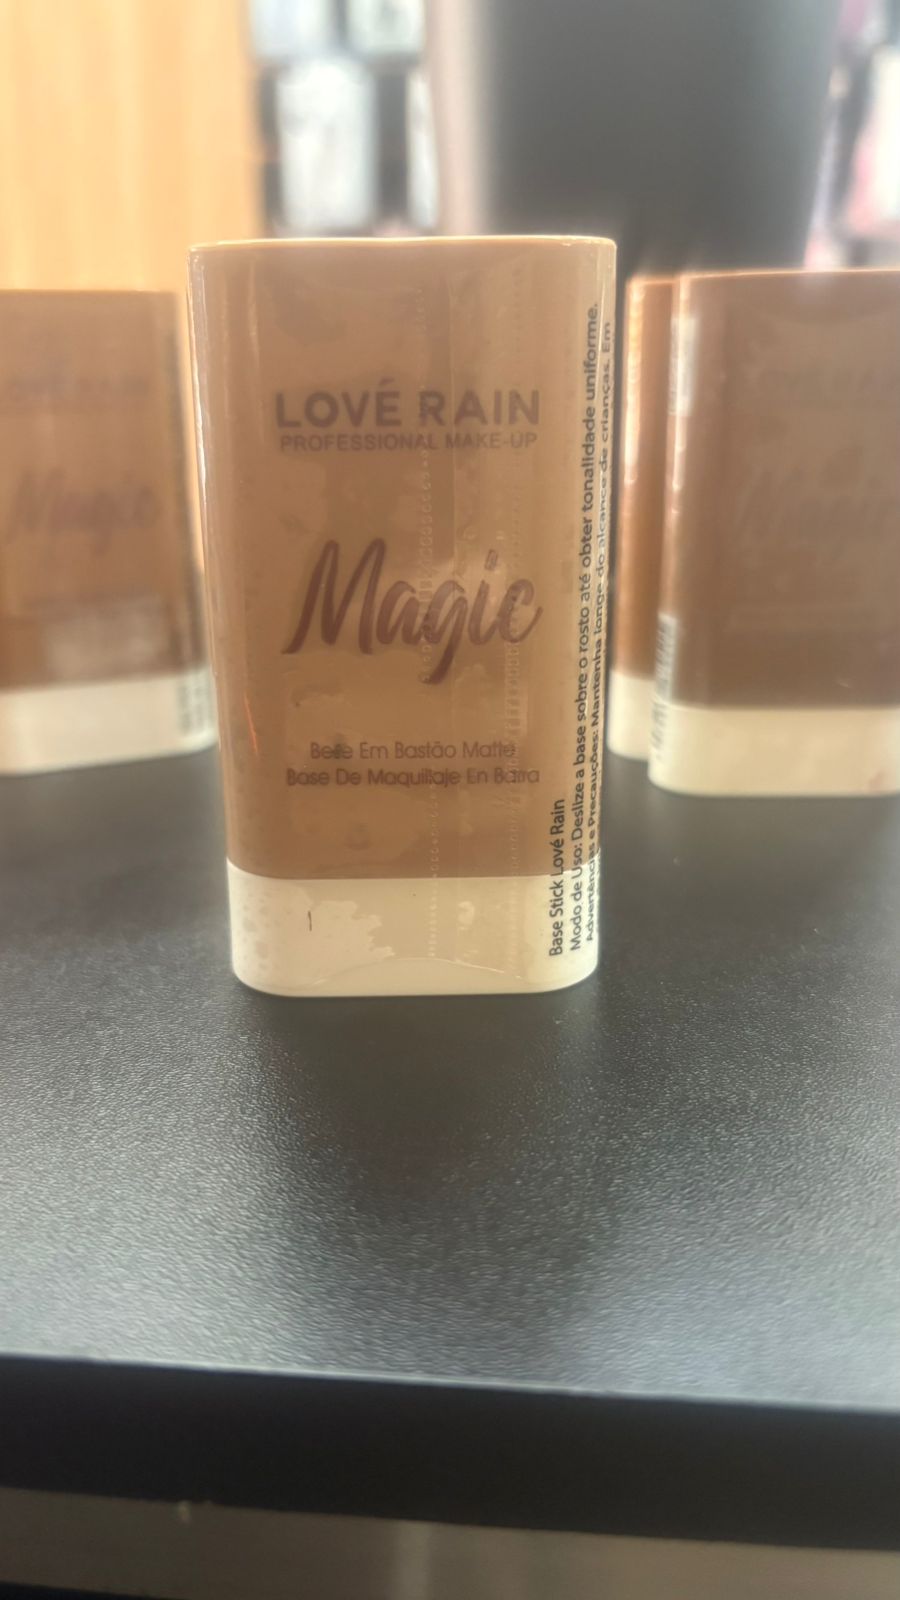 LOVÉ RAIN
PROFESSIONAL MAKE-UP
Magic
Base Em Bastão Matte
Base De Maquillaje En Barra
Base Stick Lové Rain
Modo de Uso: Deslize a base sobre o rosto até obter tonalidade uniforme.
Advertências e Precauções: Mantenha longe do alcance de crianças. Em
Magic